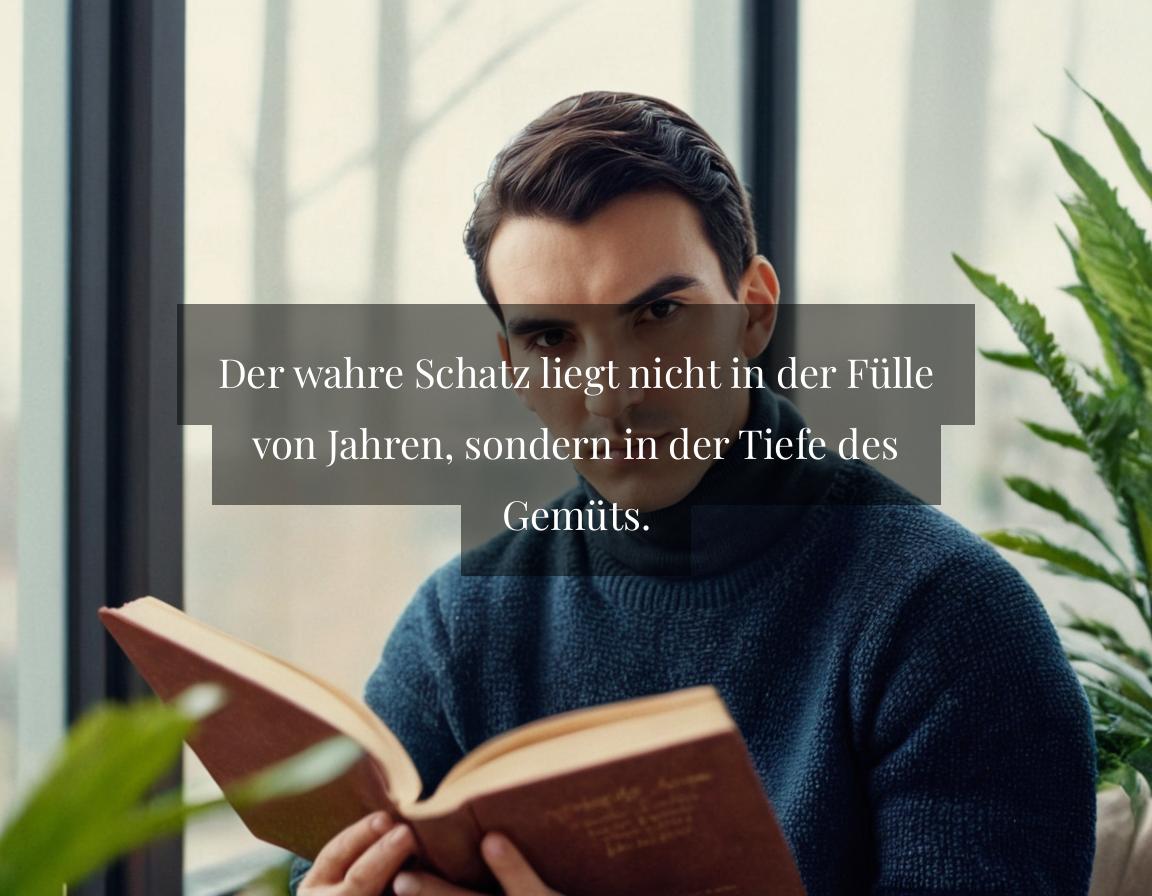 Der wahre Schatz liegt nicht in der Fülle
von Jahren, sondern in der Tiefe des
Gemüts.